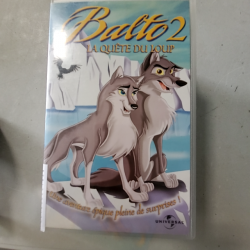 Balto 2
LA QUÊTE DU LOUP
épique pleine de surprises !
UNIVERSAL